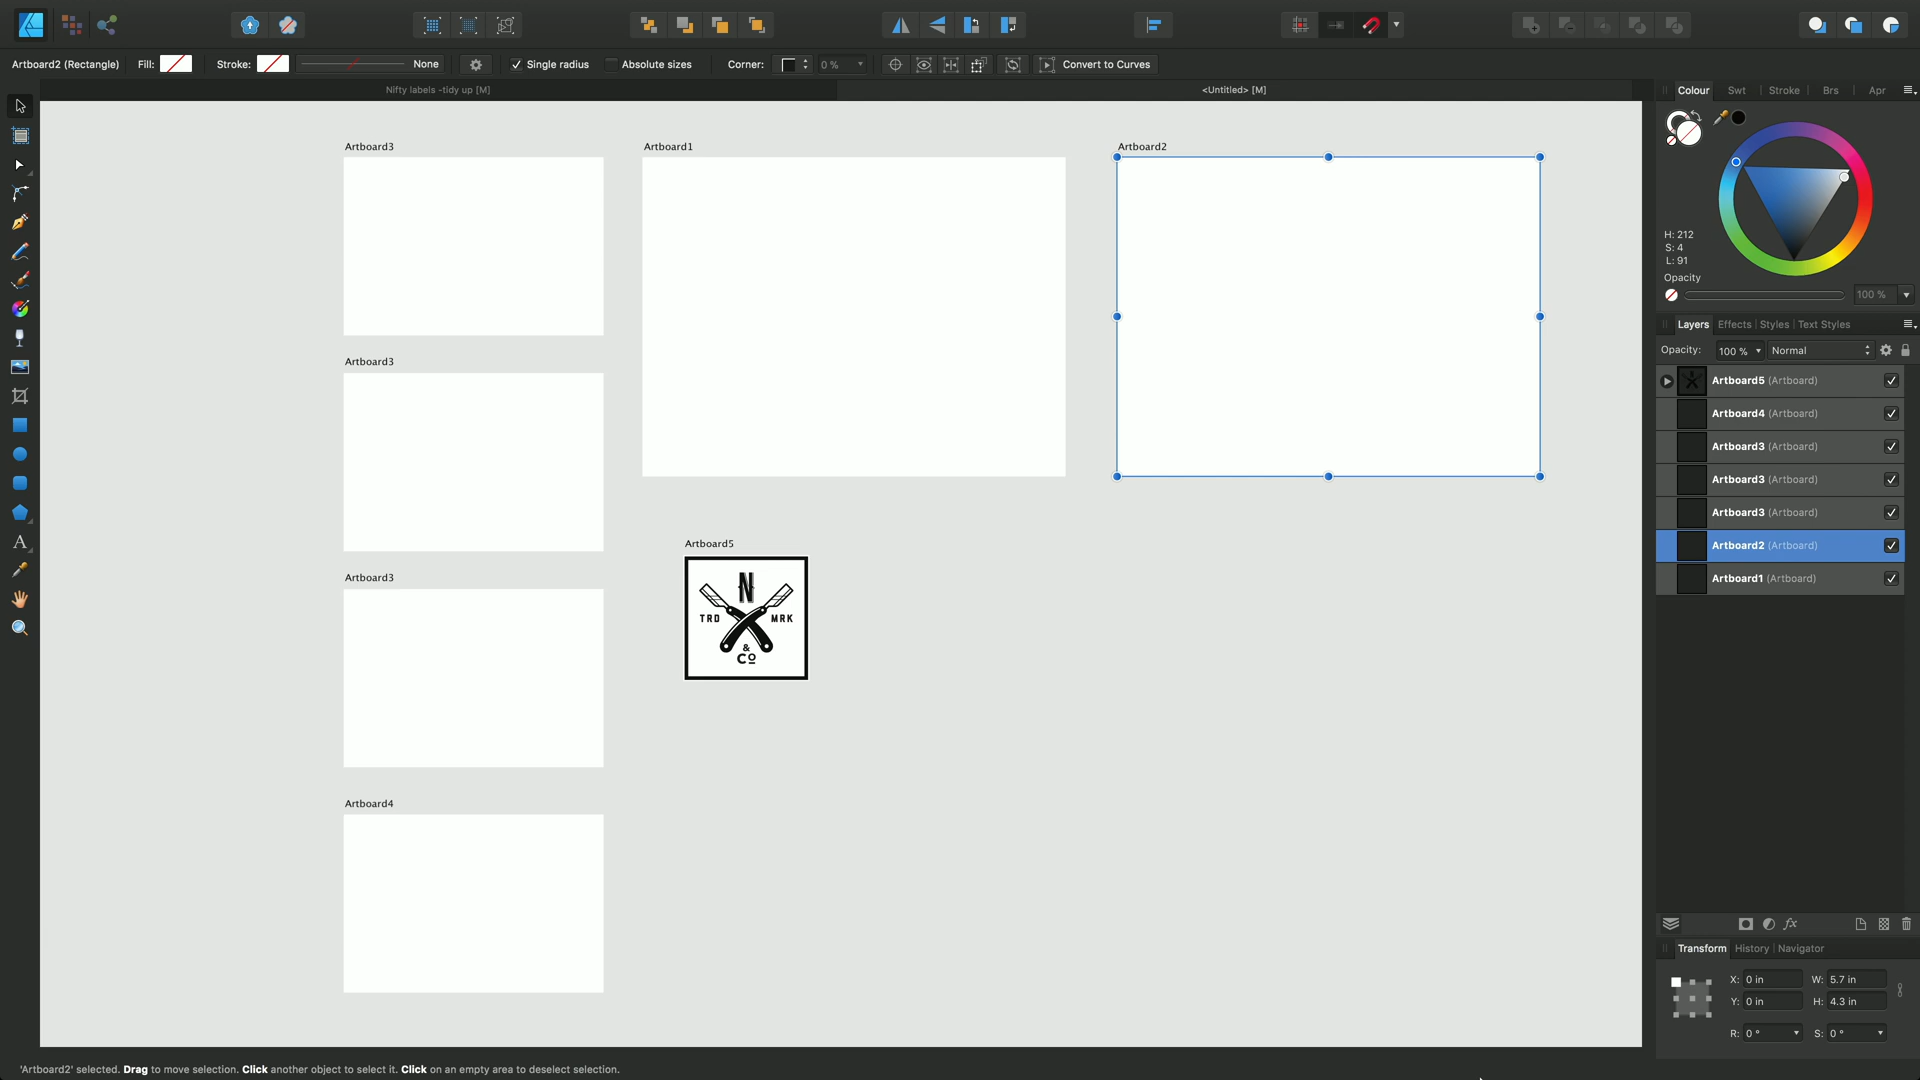 Artboard2 (Rectangle) Fill: Stroke: None Single radius Absolute sizes Corner: 0 % Convert to Curves
Nifty labels -tidy up [M]
<Untitled> [M]
Colour Swt Stroke Brs Apr
H: 212
S: 4
L: 91
Opacity
100 %
Layers Effects Styles Text Styles
Opacity: 100 % Normal
Artboard5 (Artboard)
Artboard4 (Artboard)
Artboard3 (Artboard)
Artboard3 (Artboard)
Artboard3 (Artboard)
Artboard2 (Artboard)
Artboard1 (Artboard)
Transform History Navigator
X: 0 in W: 5.7 in
Y: 0 in H: 4.3 in
R: 0 ° S: 0 °
Artboard3
Artboard1
Artboard2
Artboard3
Artboard5
N
TRD MRK
&
Co
Artboard3
Artboard4
'Artboard2' selected. Drag to move selection. Click another object to select it. Click on an empty area to deselect selection.